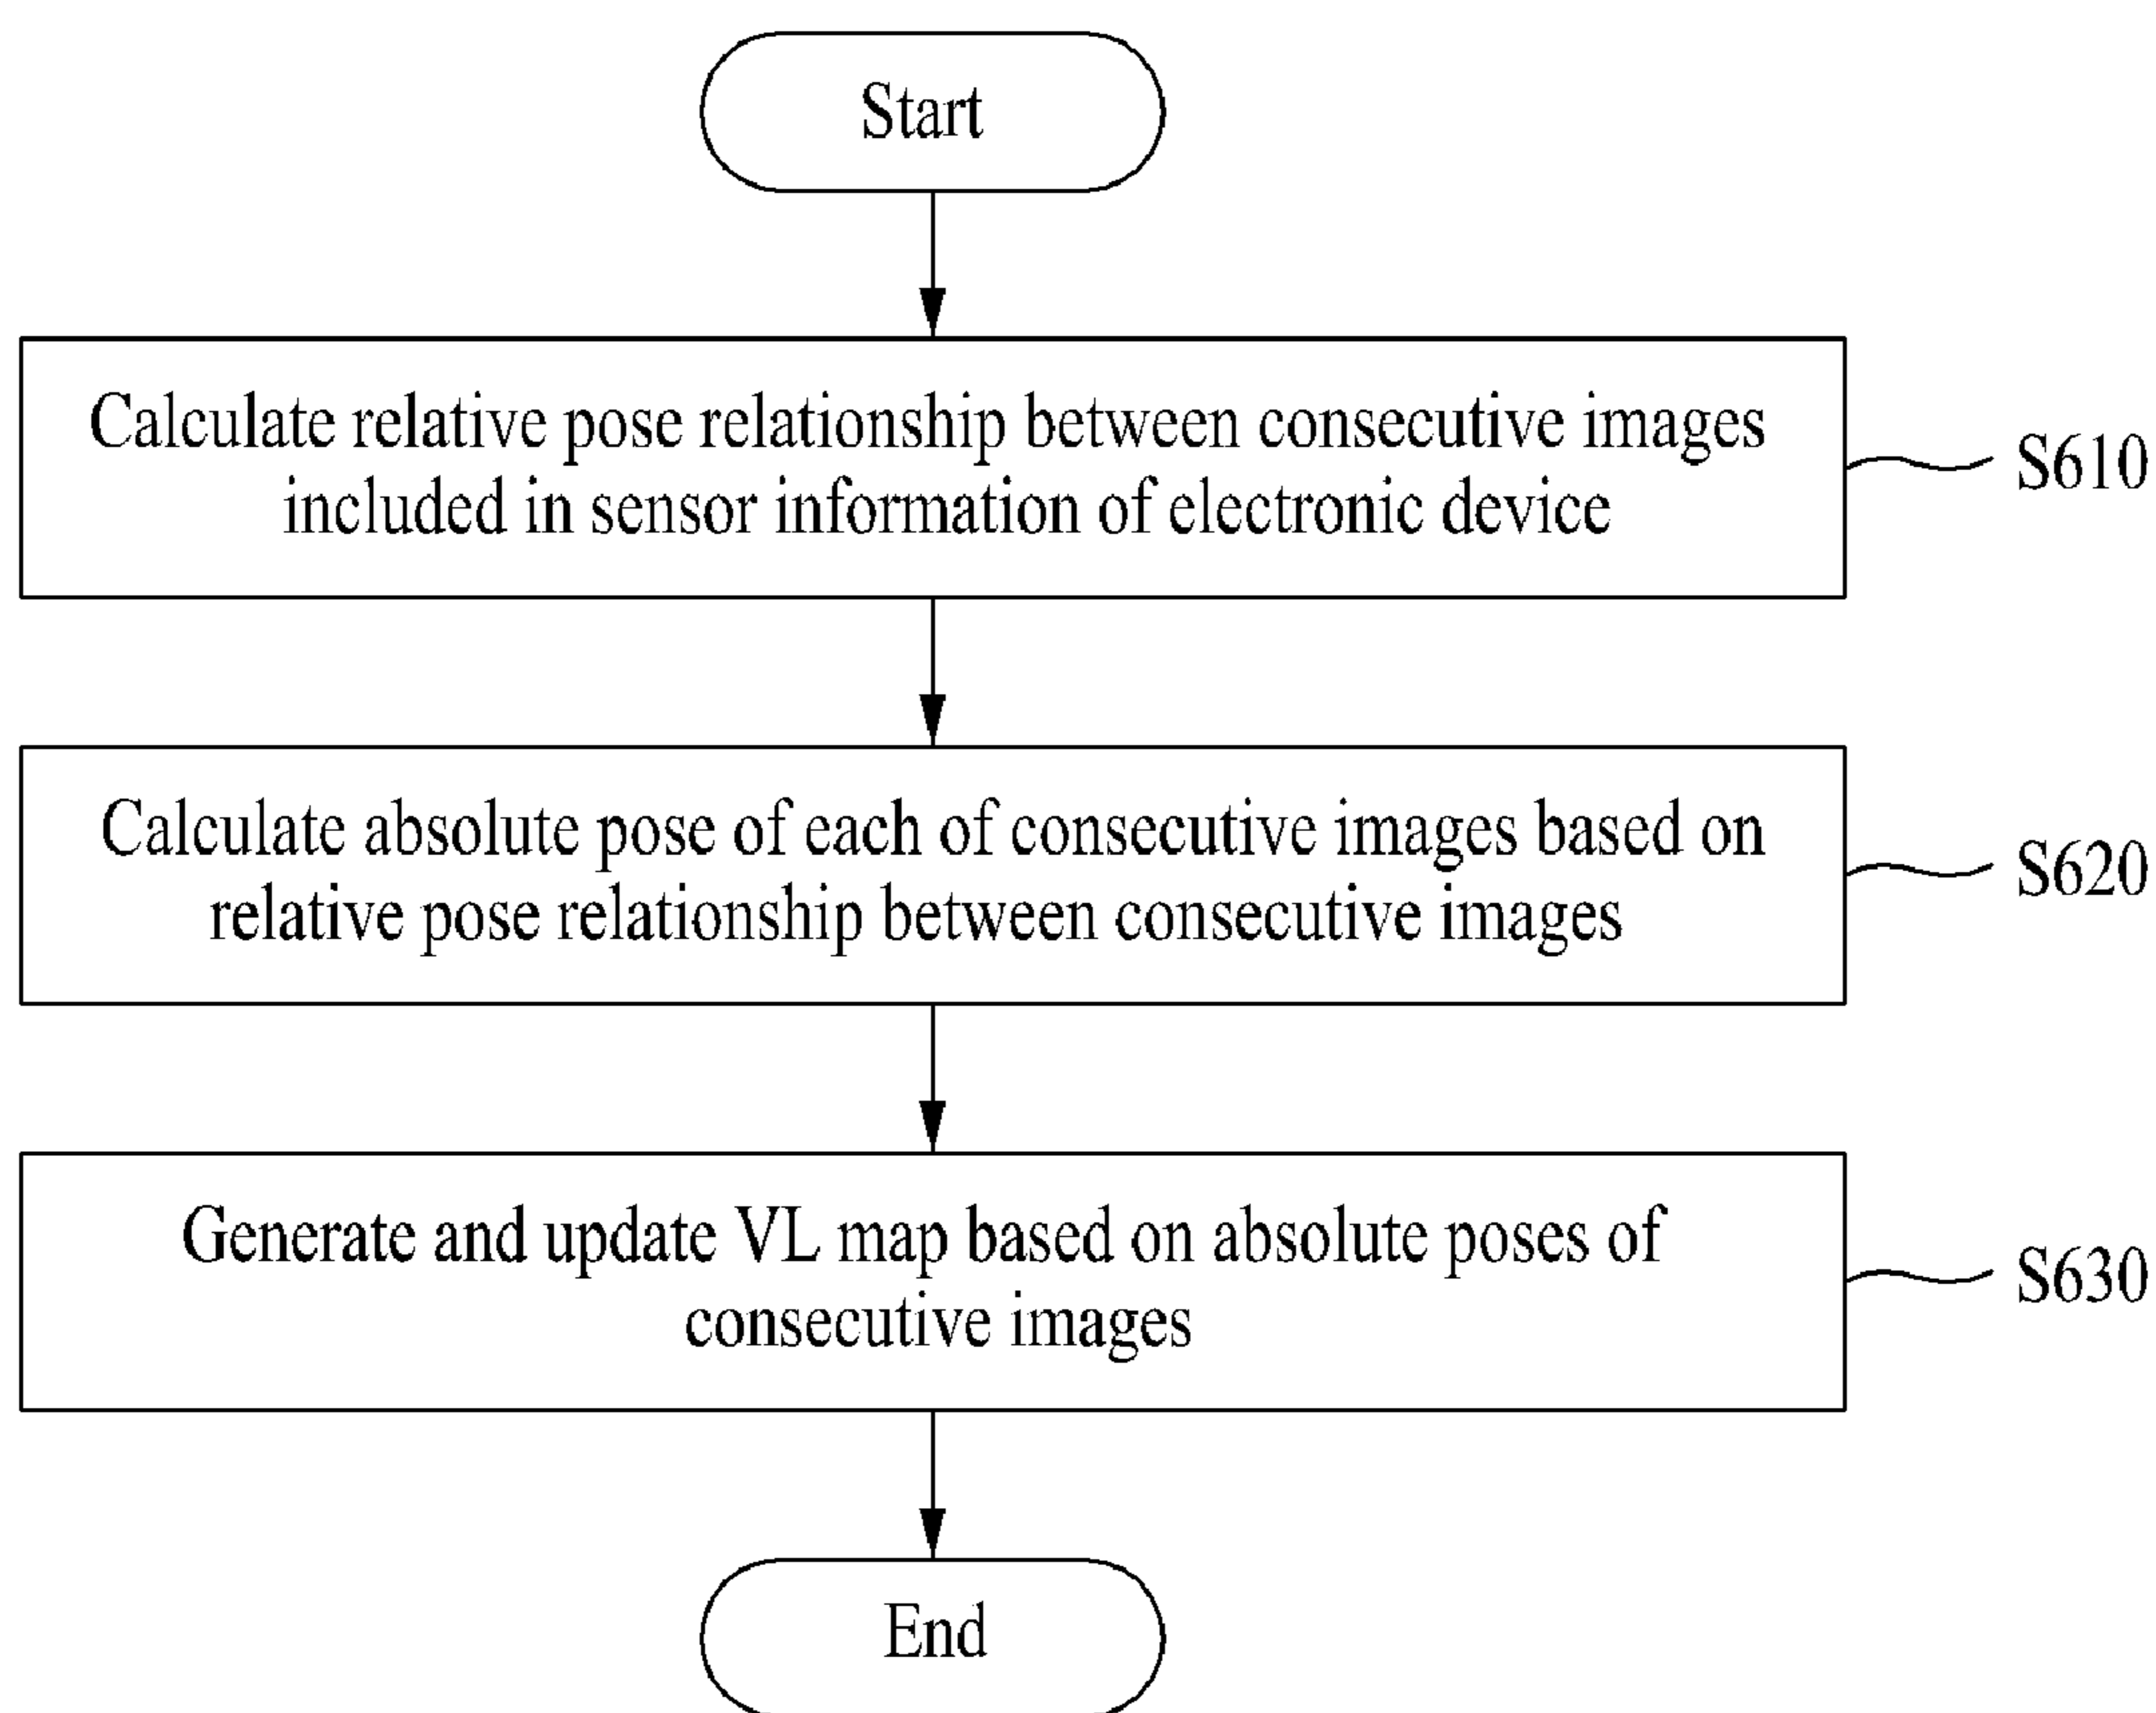 Start
Calculate relative pose relationship between consecutive images
included in sensor information of electronic device
S610
Calculate absolute pose of each of consecutive images based on
relative pose relationship between consecutive images
S620
Generate and update VL map based on absolute poses of
consecutive images
S630
End